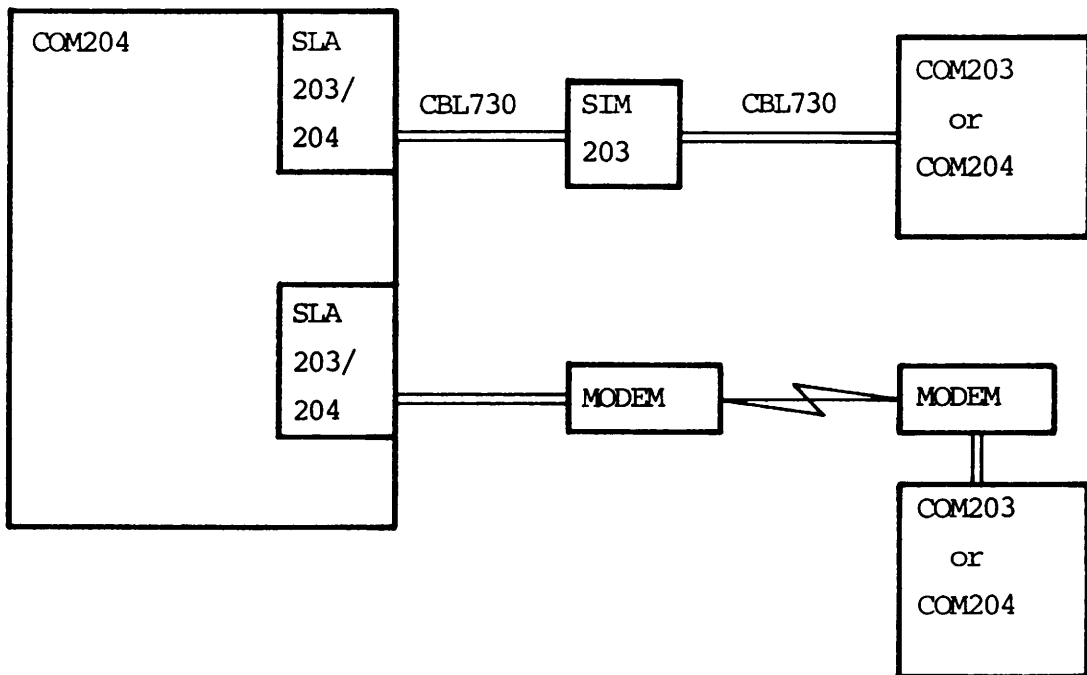 COM204
SLA
203/
204
CBL730
SIM
203
CBL730
COM203
or
COM204
SLA
203/
204
MODEM
MODEM
COM203
or
COM204